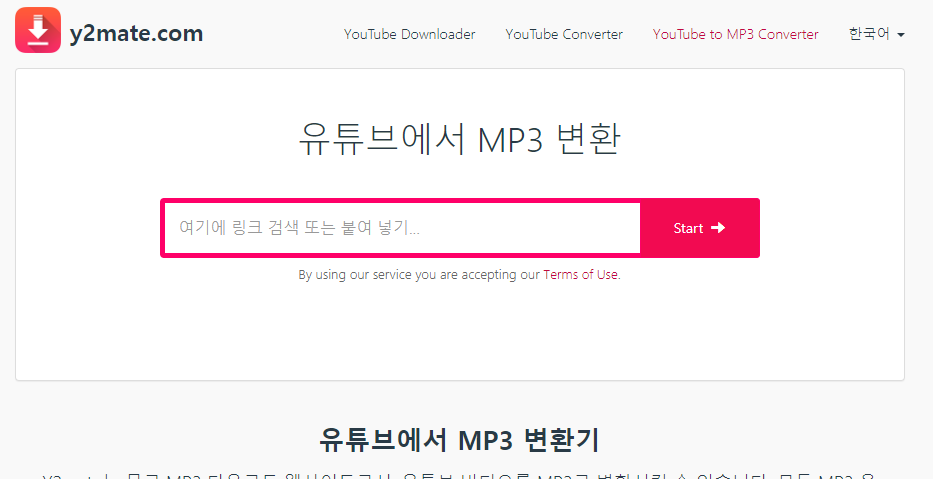 y2mate.com
YouTube Downloader YouTube Converter YouTube to MP3 Converter 한국어
유튜브에서 MP3 변환
여기에 링크 검색 또는 붙여 넣기...
Start
By using our service you are accepting our Terms of Use.
유튜브에서 MP3 변환기